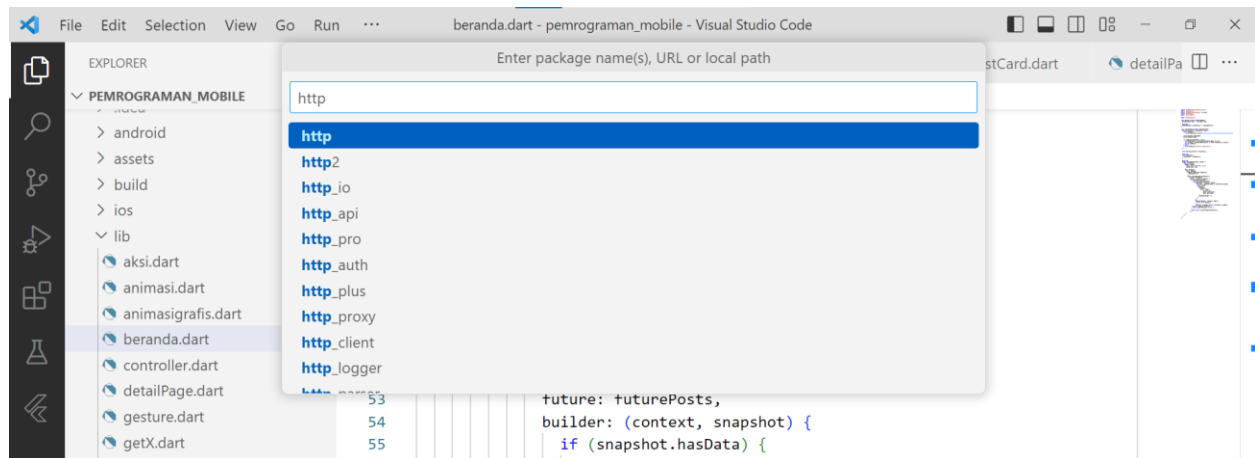 File Edit Selection View Go Run ··· beranda.dart - pemrograman_mobile - Visual Studio Code
EXPLORER
Enter package name(s), URL or local path
stCard.dart detailPa ···
PEMROGRAMAN_MOBILE
http
android
assets
build
ios
lib
aksi.dart
animasi.dart
animasigrafis.dart
beranda.dart
controller.dart
detailPage.dart
gesture.dart
getX.dart
http
http2
http_io
http_api
http_pro
http_auth
http_plus
http_proxy
http_client
http_logger
http_parser
53 future: futurePosts,
54 builder: (context, snapshot) {
55 if (snapshot.hasData) {